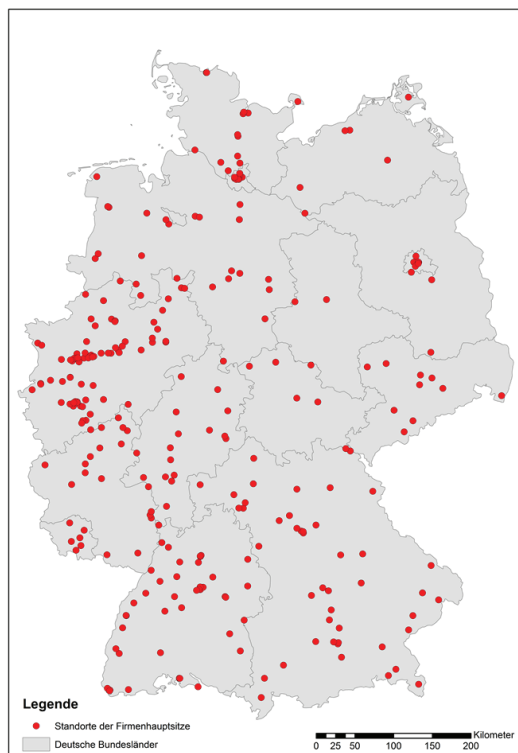 Legende
Standorte der Firmenhauptsitze
Deutsche Bundesländer
Kilometer
0 25 50 100 150 200